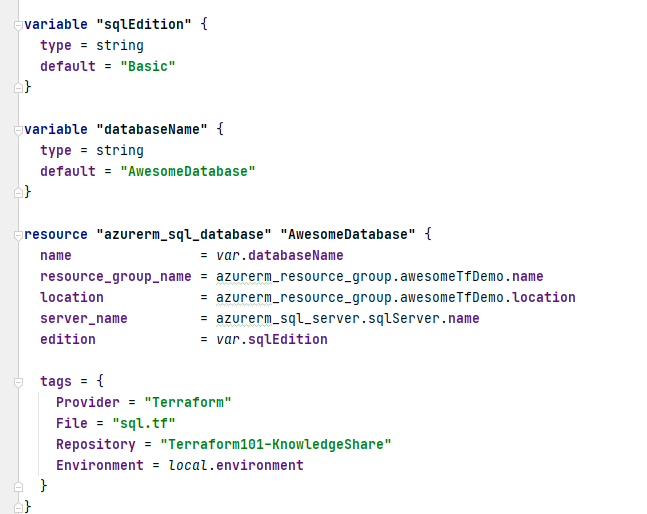 variable "sqlEdition" {
  type = string
  default = "Basic"
}

variable "databaseName" {
  type = string
  default = "AwesomeDatabase"
}

resource "azurerm_sql_database" "AwesomeDatabase" {
  name                = var.databaseName
  resource_group_name = azurerm_resource_group.awesomeTfDemo.name
  location            = azurerm_resource_group.awesomeTfDemo.location
  server_name         = azurerm_sql_server.sqlServer.name
  edition             = var.sqlEdition

  tags = {
    Provider = "Terraform"
    File = "sql.tf"
    Repository = "Terraform101-KnowledgeShare"
    Environment = local.environment
  }
}